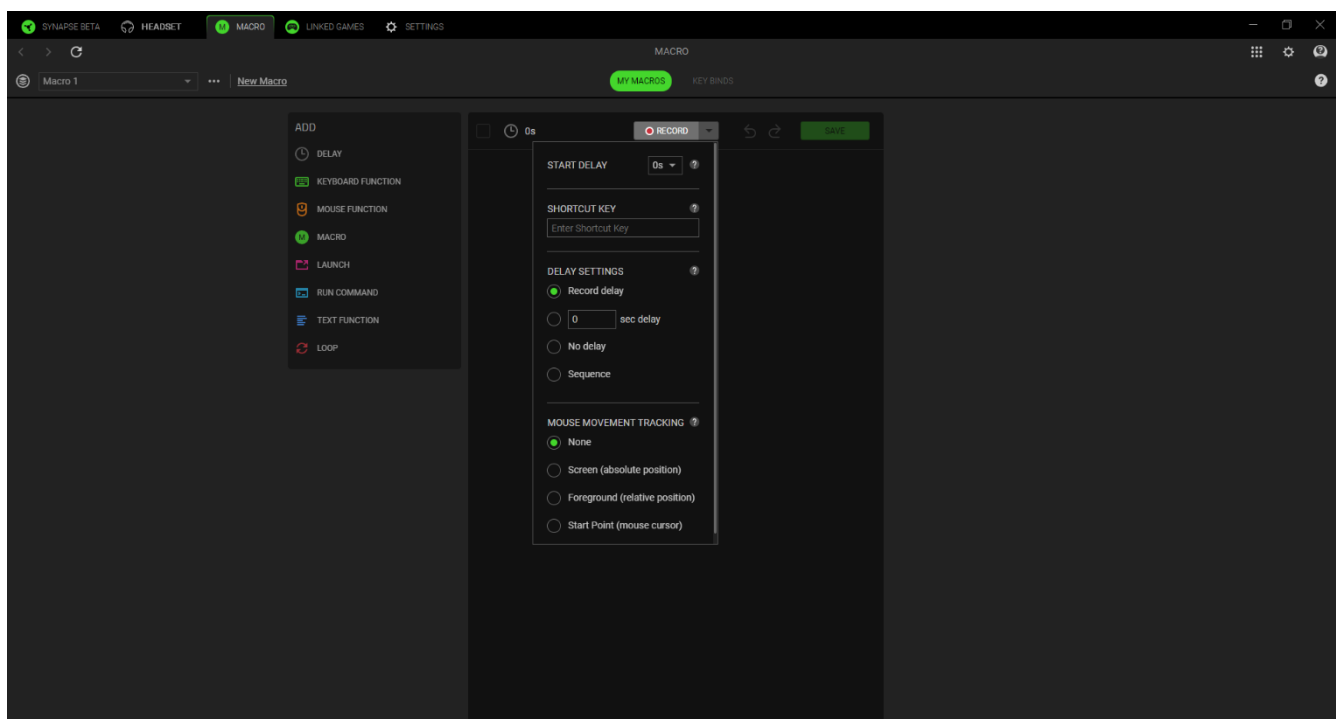 SYNAPSE BETA HEADSET M MACRO LINKED GAMES SETTINGS
MACRO
Macro 1 New Macro MY MACROS KEY BINDS ?
ADD
DELAY
KEYBOARD FUNCTION
MOUSE FUNCTION
M MACRO
LAUNCH
RUN COMMAND
TEXT FUNCTION
LOOP
0s RECORD SAVE
START DELAY 0s ?
SHORTCUT KEY ?
Enter Shortcut Key
DELAY SETTINGS ?
Record delay
0 sec delay
No delay
Sequence
MOUSE MOVEMENT TRACKING ?
None
Screen (absolute position)
Foreground (relative position)
Start Point (mouse cursor)